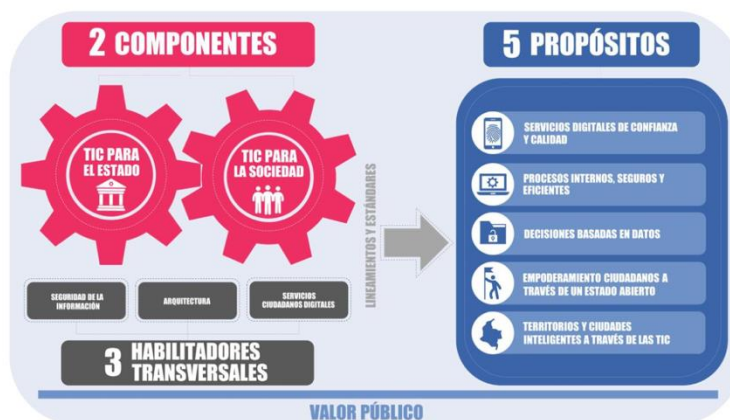 2 COMPONENTES
TIC PARA
EL ESTADO
TIC PARA
LA SOCIEDAD
SEGURIDAD DE LA
INFORMACIÓN
ARQUITECTURA
SERVICIOS
CIUDADANOS DIGITALES
3 HABILITADORES
TRANSVERSALES
LINEAMIENTOS Y ESTÁNDARES
5 PROPÓSITOS
SERVICIOS DIGITALES DE CONFIANZA
Y CALIDAD
PROCESOS INTERNOS, SEGUROS Y
EFICIENTES
DECISIONES BASADAS EN DATOS
EMPODERAMIENTO CIUDADANOS A
TRAVÉS DE UN ESTADO ABIERTO
TERRITORIOS Y CIUDADES
INTELIGENTES A TRAVÉS DE LAS TIC
VALOR PÚBLICO